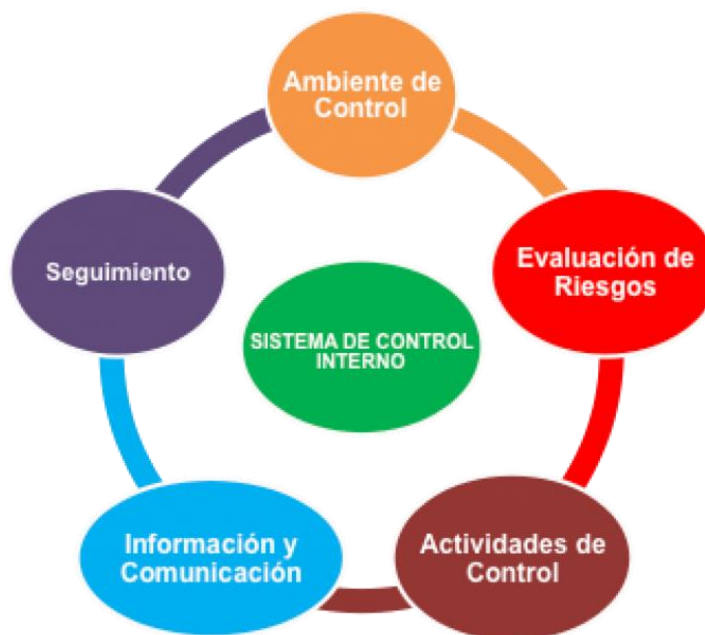 Ambiente de
Control
Evaluación de
Riesgos
Seguimiento
SISTEMA DE CONTROL
INTERNO
Actividades de
Control
Información y
Comunicación